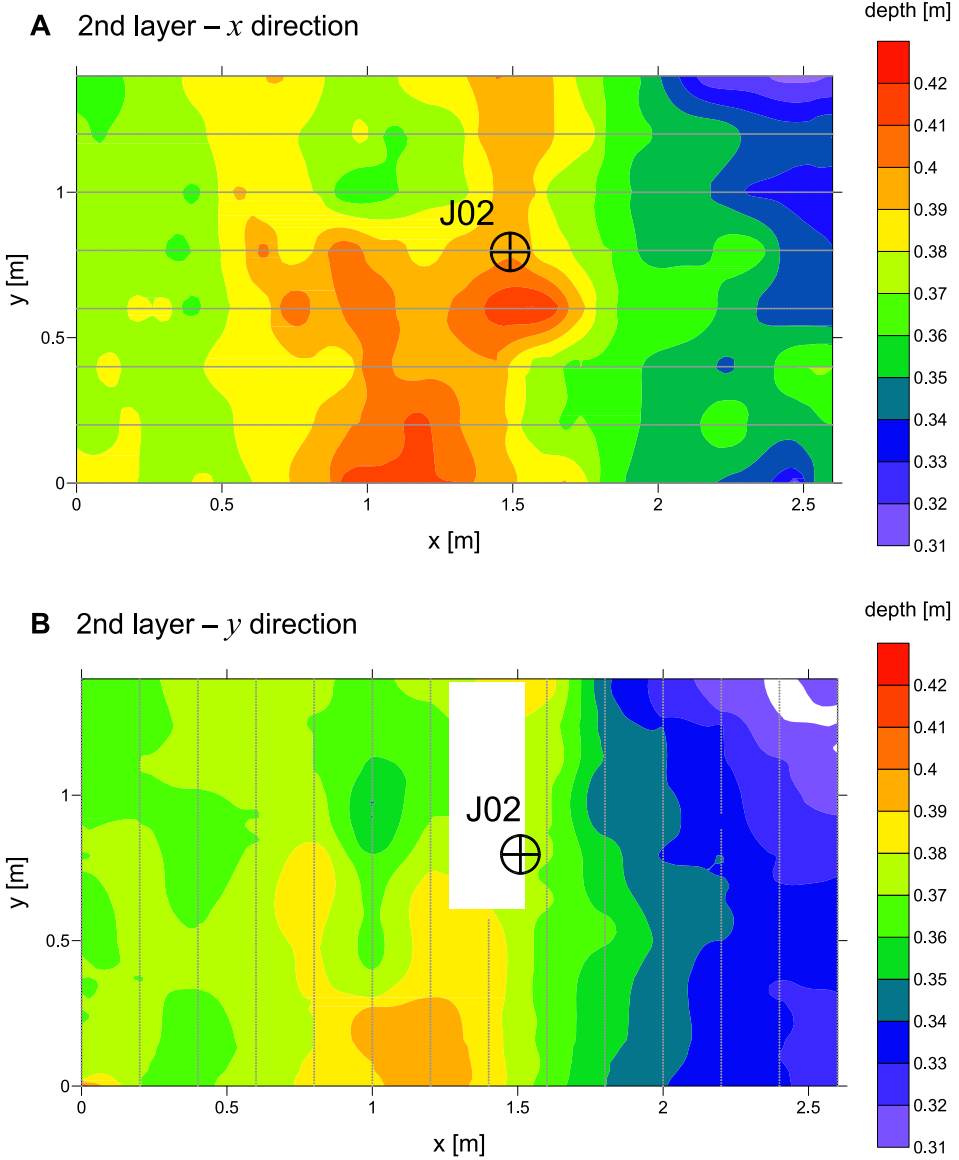 A 2nd layer – x direction
depth [m]
0.42
0.41
0.4
0.39
0.38
0.37
0.36
0.35
0.34
0.33
0.32
0.31
J02
1
0.5
0
y [m]
0 0.5 1 1.5 2 2.5
x [m]
B 2nd layer – y direction
depth [m]
0.42
0.41
0.4
0.39
0.38
0.37
0.36
0.35
0.34
0.33
0.32
0.31
J02
1
0.5
0
y [m]
0 0.5 1 1.5 2 2.5
x [m]